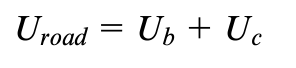 U_road = U_b + U_c